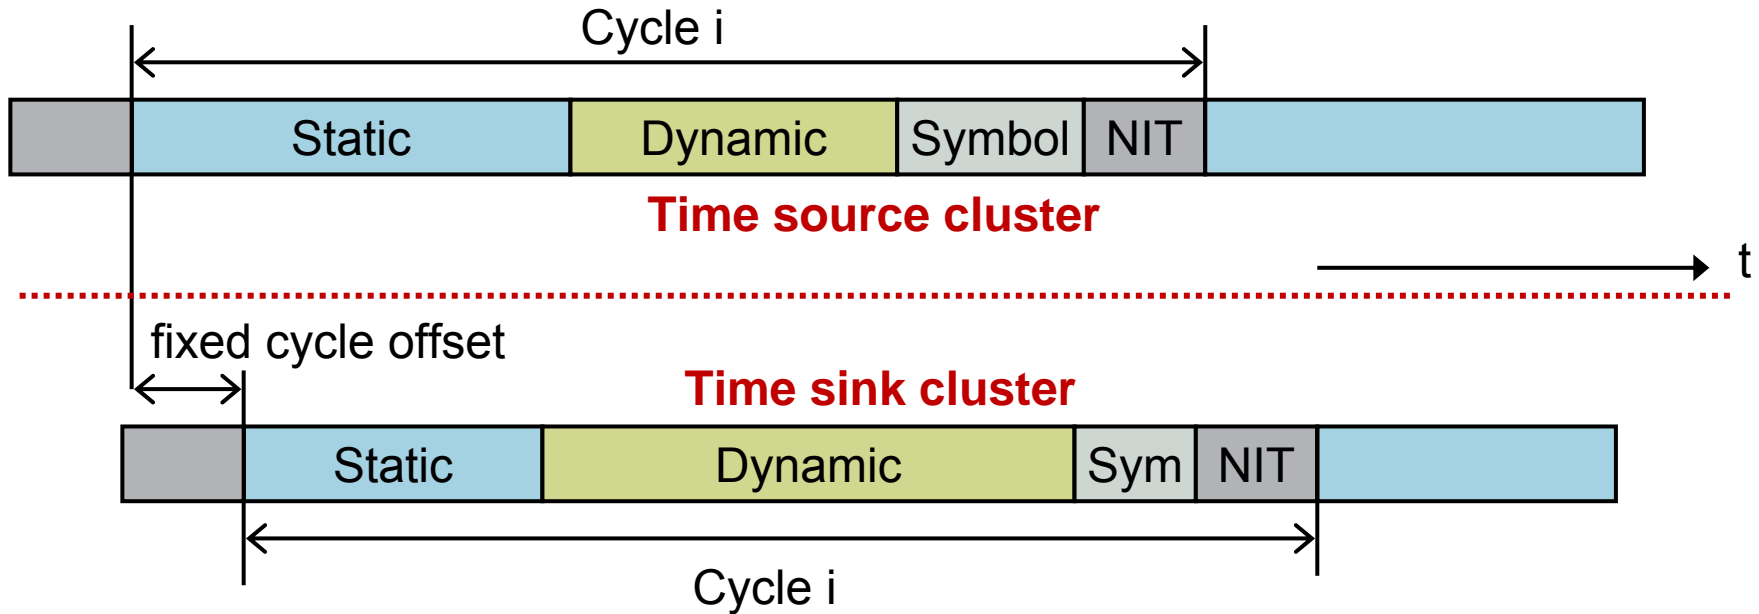 Cycle i
Static Dynamic Symbol NIT
Time source cluster
t
fixed cycle offset
Time sink cluster
Static Dynamic Sym NIT
Cycle i